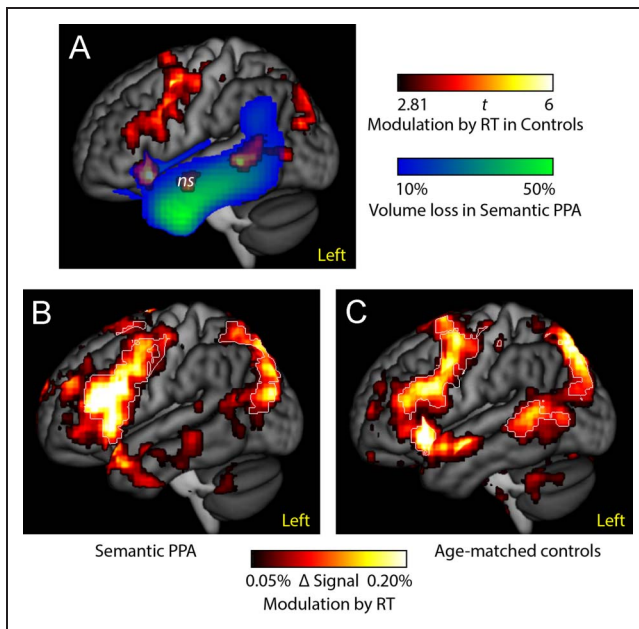 A
ns
Left
2.81 t 6
Modulation by RT in Controls
10% 50%
Volume loss in Semantic PPA
B
Left
C
Left
Semantic PPA
Age-matched controls
0.05% Δ Signal 0.20%
Modulation by RT